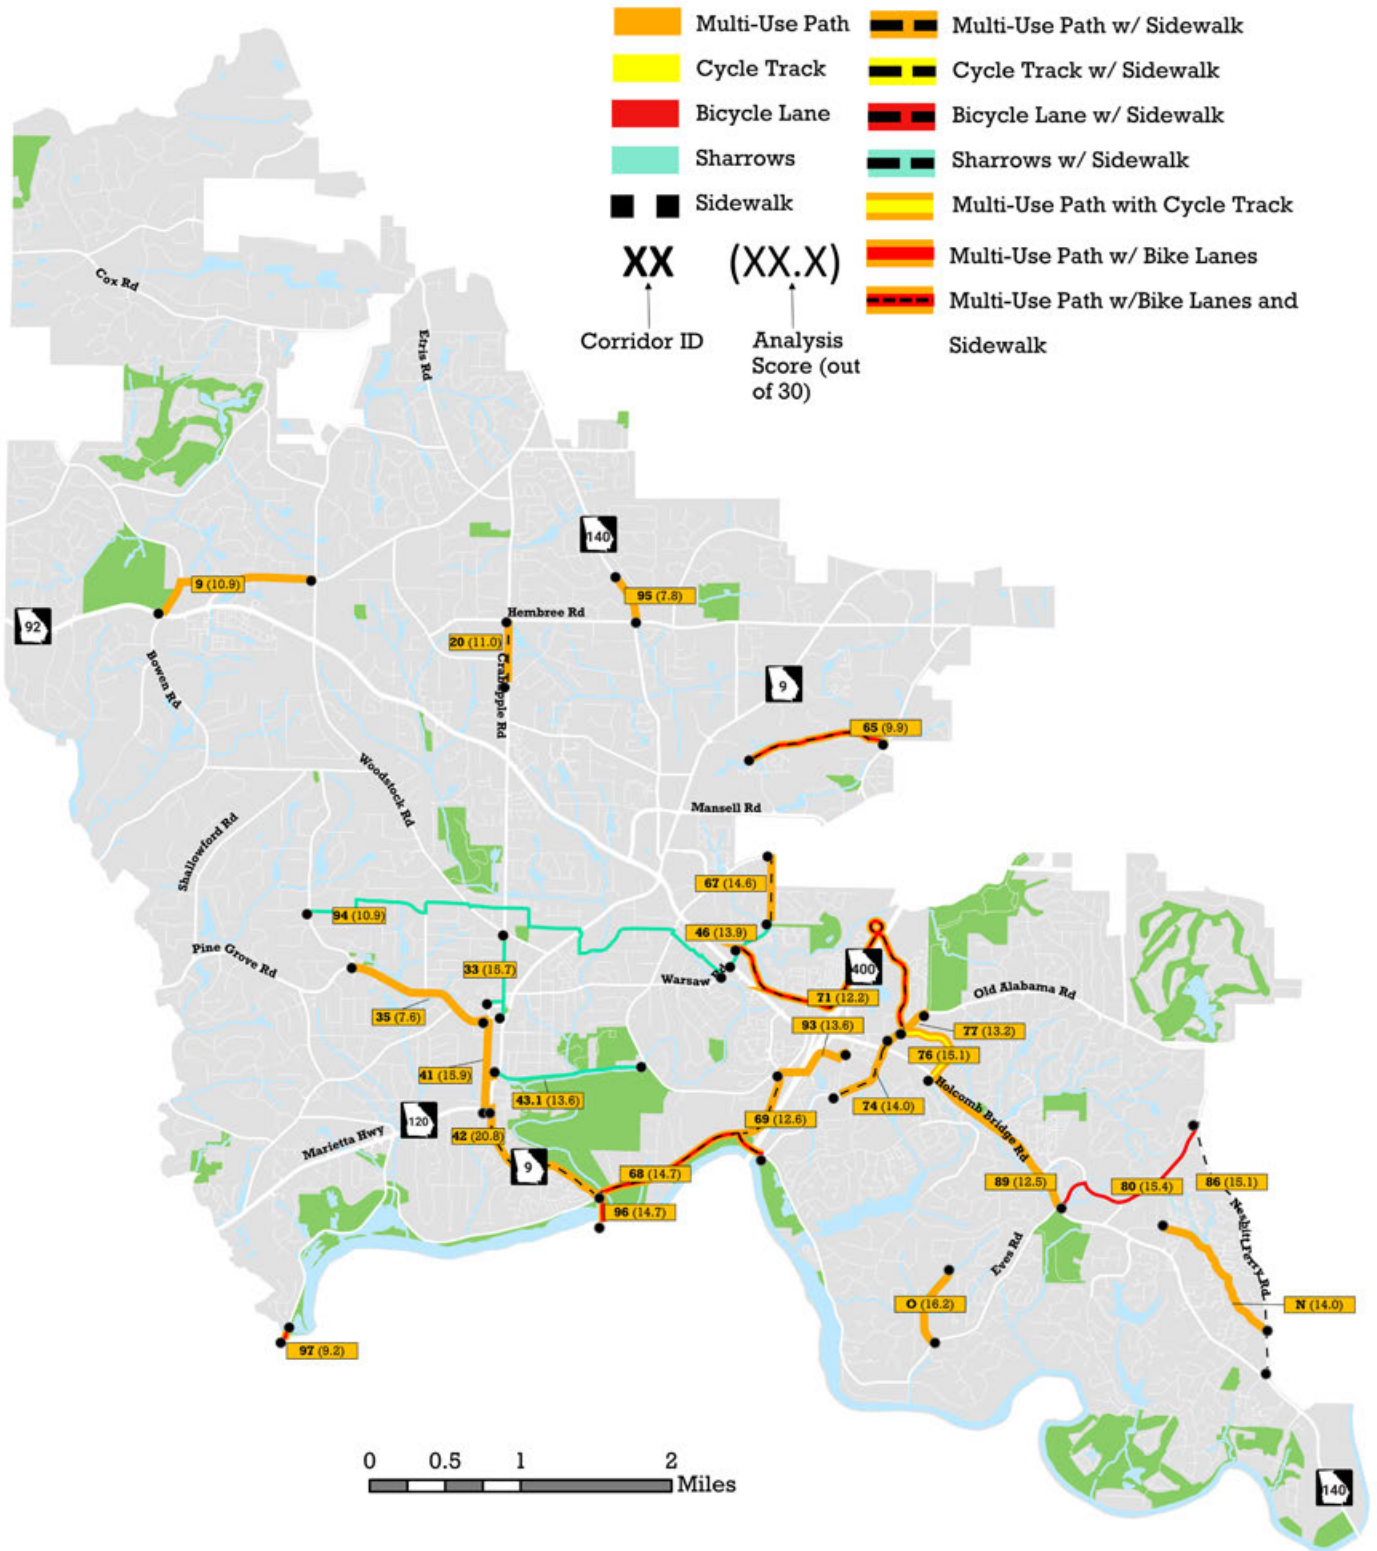 Multi-Use Path
Cycle Track
Bicycle Lane
Sharrows
Sidewalk
XX
(XX.X)
Corridor ID
Analysis
Score (out
of 30)
Multi-Use Path w/ Sidewalk
Cycle Track w/ Sidewalk
Bicycle Lane w/ Sidewalk
Sharrows w/ Sidewalk
Multi-Use Path with Cycle Track
Multi-Use Path w/ Bike Lanes
Multi-Use Path w/Bike Lanes and
Sidewalk
Cox Rd
Etris Rd
140
9 (10.9)
95 (7.8)
92
Hembree Rd
20 (11.0)
Bowen Rd
Crabapple Rd
9
65 (9.9)
Woodstock Rd
Mansell Rd
Shallowford Rd
67 (14.6)
94 (10.9)
46 (13.9)
Pine Grove Rd
33 (15.7)
Warsaw Rd
400
71 (12.2)
Old Alabama Rd
35 (7.6)
93 (13.6)
77 (13.2)
76 (15.1)
41 (15.9)
43.1 (13.6)
74 (14.0)
Holcomb Bridge Rd
120
69 (12.6)
42 (20.8)
Marietta Hwy
9
68 (14.7)
89 (12.5)
80 (15.4)
86 (15.1)
96 (14.7)
Nesbitt Ferry Rd
Eves Rd
O (16.2)
N (14.0)
97 (9.2)
0 0.5 1 2
Miles
140